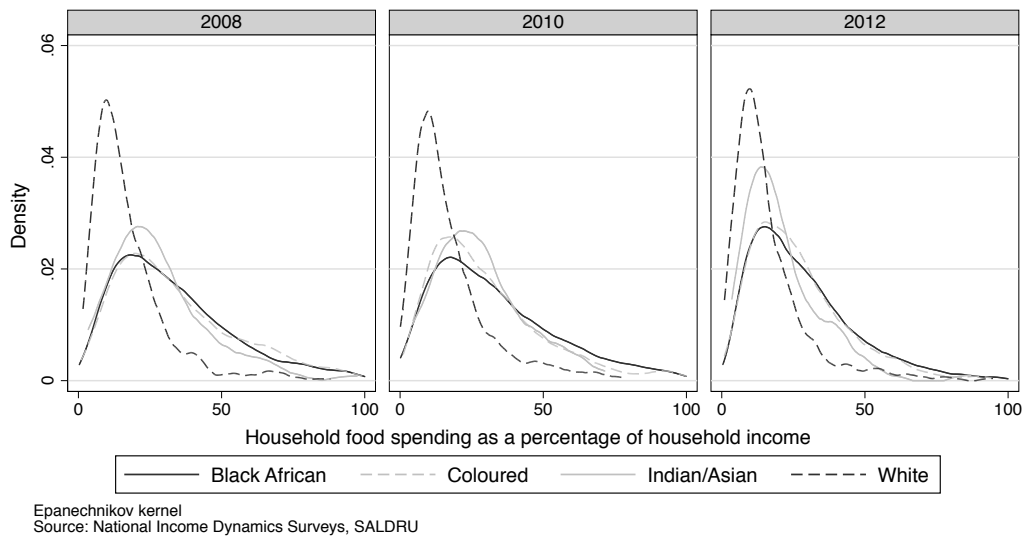 2008 2010 2012
.06
.04
.02
0
Density
0 50 100 0 50 100 0 50 100
Household food spending as a percentage of household income
Black African Coloured Indian/Asian White
Epanechnikov kernel
Source: National Income Dynamics Surveys, SALDRU